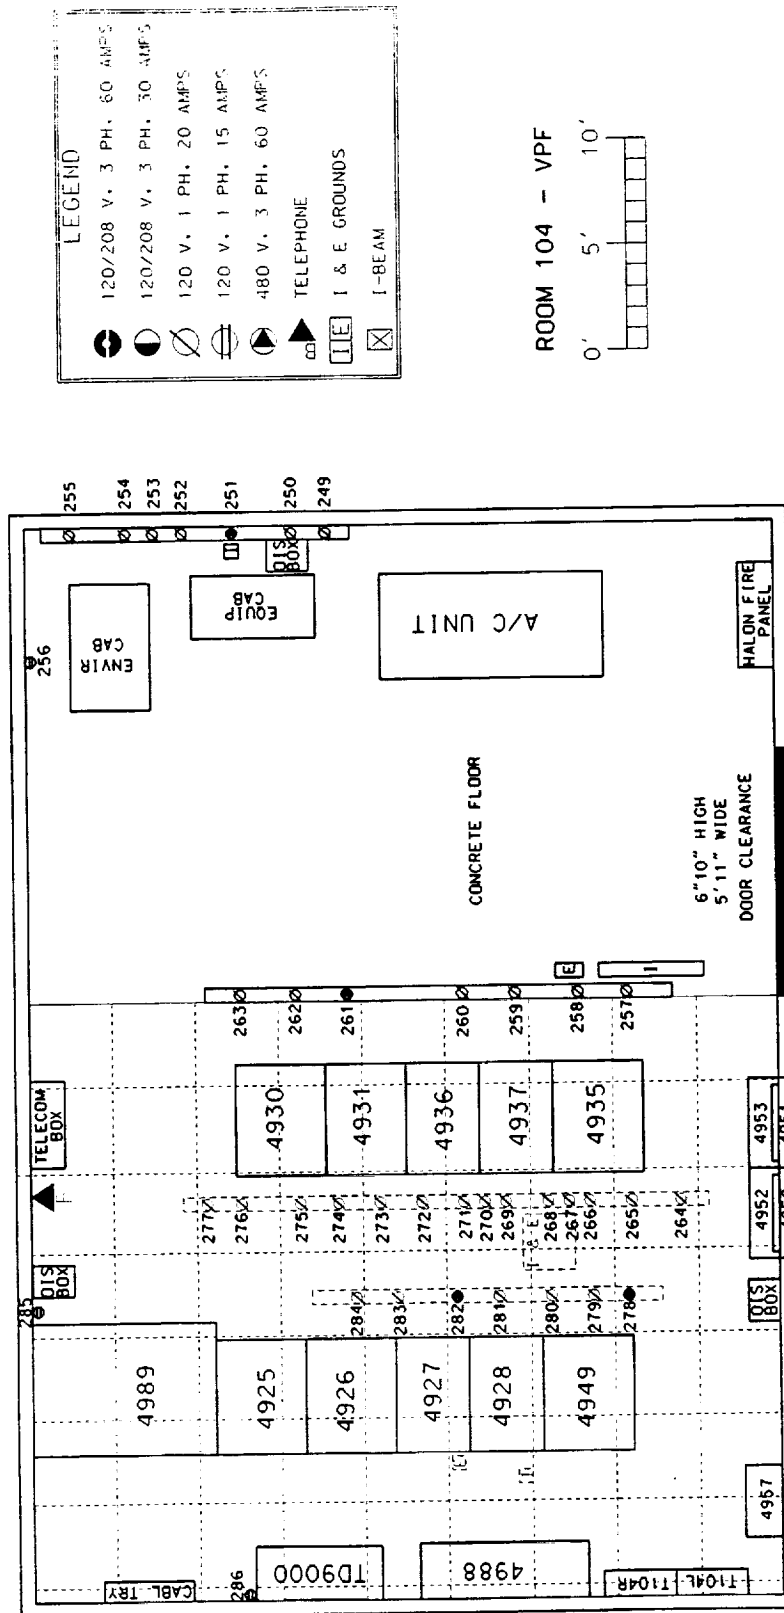 LEGEND
120/208 V. 3 PH. 60 AMPS
120/208 V. 3 PH. 30 AMPS
120 V. 1 PH. 20 AMPS
120 V. 1 PH. 15 AMPS
480 V. 3 PH. 60 AMPS
B TELEPHONE
I E I & E GROUNDS
I-BEAM
ROOM 104 - VPF
0' 5' 10'
255
254
253
252
251
250
249
I
OIS
BOX
256
ENVIR
CAB
EQUIP
CAB
A/C UNIT
HALON FIRE
PANEL
CONCRETE FLOOR
6"10" HIGH
5'11" WIDE
DOOR CLEARANCE
E
I
263
262
261
260
259
258
257
TELECOM
BOX
4930
4931
4936
4937
4935
4953
4952
277
276
275
274
273
272
271
270
269
268
267
266
265
264
I & E
OIS
BOX
285
284
283
282
281
280
279
278
OIS
BOX
4989
4925
4926
4927
4928
4949
E
I
4957
CABL TRY
286
TD9000
4988
T104R
T104L